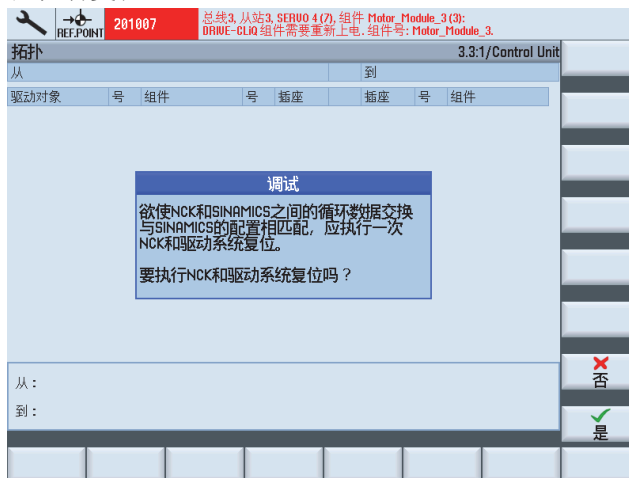 REF.POINT
201007
总线3, 从站3, SERVO 4 (7), 组件 Motor_Module_3 (3):
DRIVE-CLiQ 组件需要重新上电. 组件号: Motor_Module_3.
拓扑 3.3:1/Control Unit
从 到
驱动对象 号 组件 号 插座 插座 号 组件
调试
欲使NCK和SINAMICS之间的循环数据交换
与SINAMICS的配置相匹配，应执行一次
NCK和驱动系统复位。
要执行NCK和驱动系统复位吗？
从：
到：
否
是